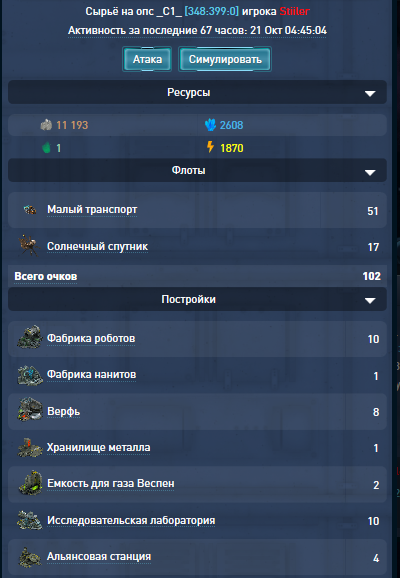 Сырьё на опс _C1_ [348:399:0] игрока Stiller
Активность за последние 67 часов: 21 Окт 04:45:04
Атака Симулировать
Ресурсы
11 193 2608
1 1870
Флоты
Малый транспорт 51
Солнечный спутник 17
Всего очков 102
Постройки
Фабрика роботов 10
Фабрика нанитов 1
Верфь 8
Хранилище металла 1
Емкость для газа Веспен 2
Исследовательская лаборатория 10
Альянсовая станция 4